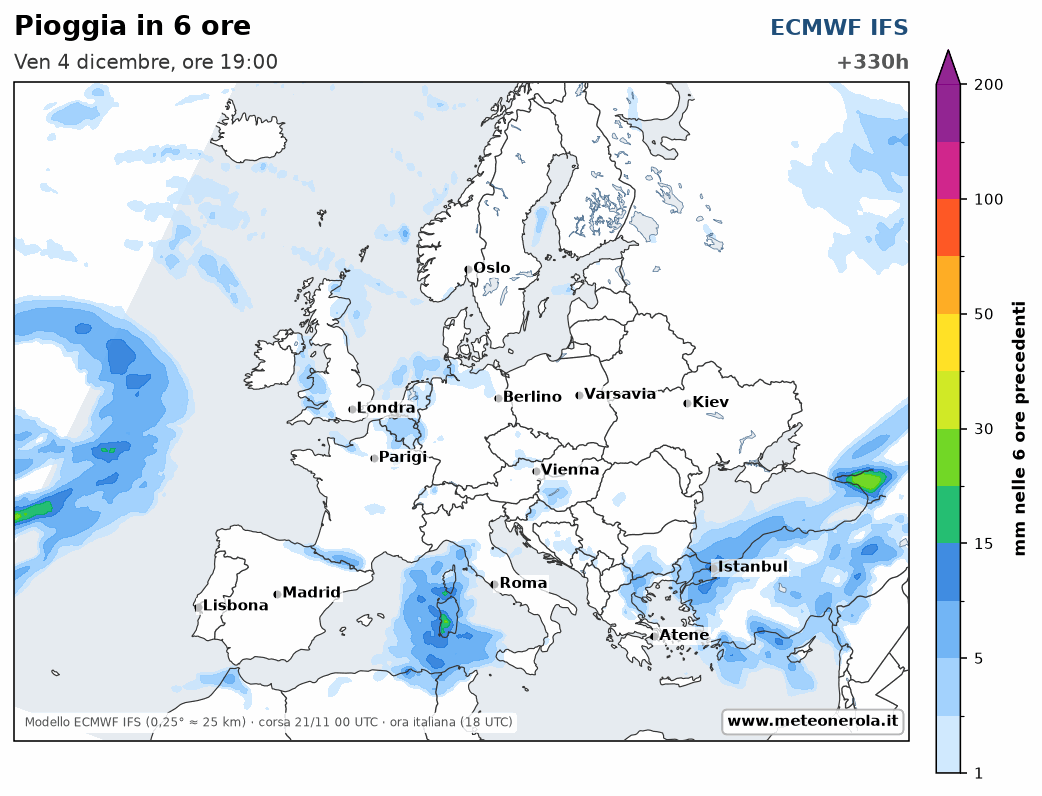 Pioggia in 6 ore
ECMWF IFS
Ven 4 dicembre, ore 19:00
+330h
200
100
50
30
15
5
1
mm nelle 6 ore precedenti
Oslo
Londra
Berlino
Varsavia
Kiev
Parigi
Vienna
Istanbul
Roma
Madrid
Lisbona
Atene
Modello ECMWF IFS (0,25° ≈ 25 km) · corsa 21/11 00 UTC · ora italiana (18 UTC)
www.meteonerola.it